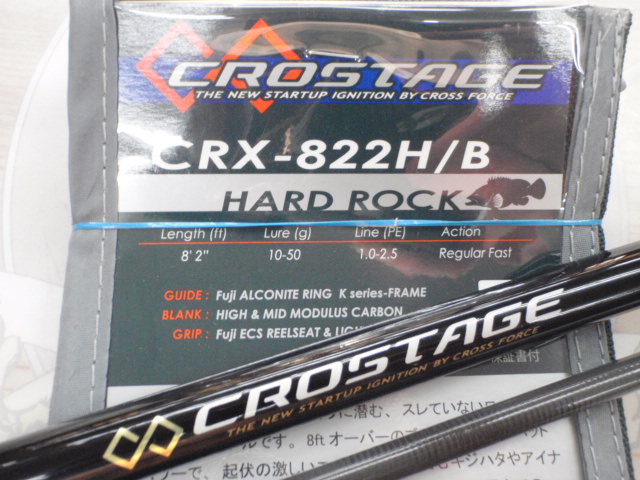 CROSTAGE
THE NEW STARTUP IGNITION BY CROSS FORCE
CRX-822H/B
HARD ROCK
Length (ft) Lure (g) Line (PE) Action
8' 2" 10-50 1.0-2.5 Regular Fast
GUIDE : Fuji ALCONITE RING K series-FRAME
BLANK : HIGH & MID MODULUS CARBON
GRIP : Fuji ECS REELSEAT &
CROSTAGE
THE NEW STARTUP IGNITION BY CROSS FORCE
保証書付
に潜む、スレていない
ルです。8ftオーバーの
で、起伏の激しい
キジハタやアイナ